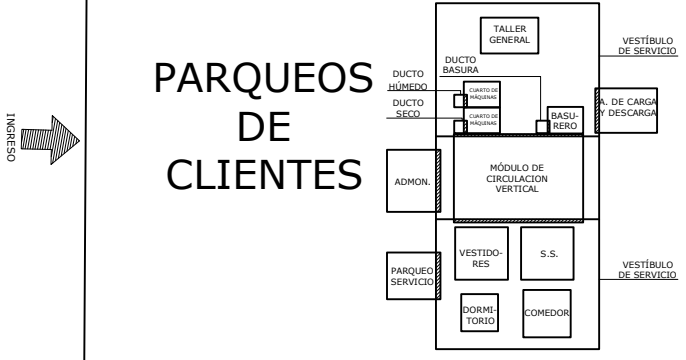 INGRESO
PARQUEOS
DE
CLIENTES
TALLER
GENERAL
VESTÍBULO
DE SERVICIO
DUCTO
BASURA
DUCTO
HÚMEDO
CUARTO DE
MÁQUINAS
DUCTO
SECO
CUARTO DE
MÁQUINAS
BASU-
RERO
A. DE CARGA
Y DESCARGA
ADMON.
MÓDULO DE
CIRCULACION
VERTICAL
VESTIDO-
RES
S.S.
PARQUEO
SERVICIO
VESTÍBULO
DE SERVICIO
DORMI-
TORIO
COMEDOR